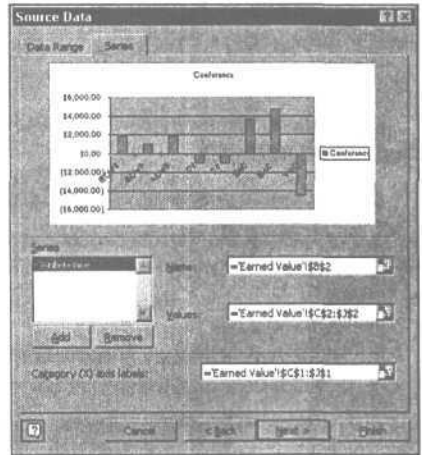 Source Data
Data Range Series
Conference
$6,000.00
$4,000.00
$2,000.00
$0.00
($2,000.00)
($4,000.00)
($6,000.00)
Conference
Series
Conference
Name: ='Earned Value'!$B$2
Values: ='Earned Value'!$C$2:$J$2
Add Remove
Category (X) axis labels: ='Earned Value'!$C$1:$J$1
Cancel < Back Next > Finish